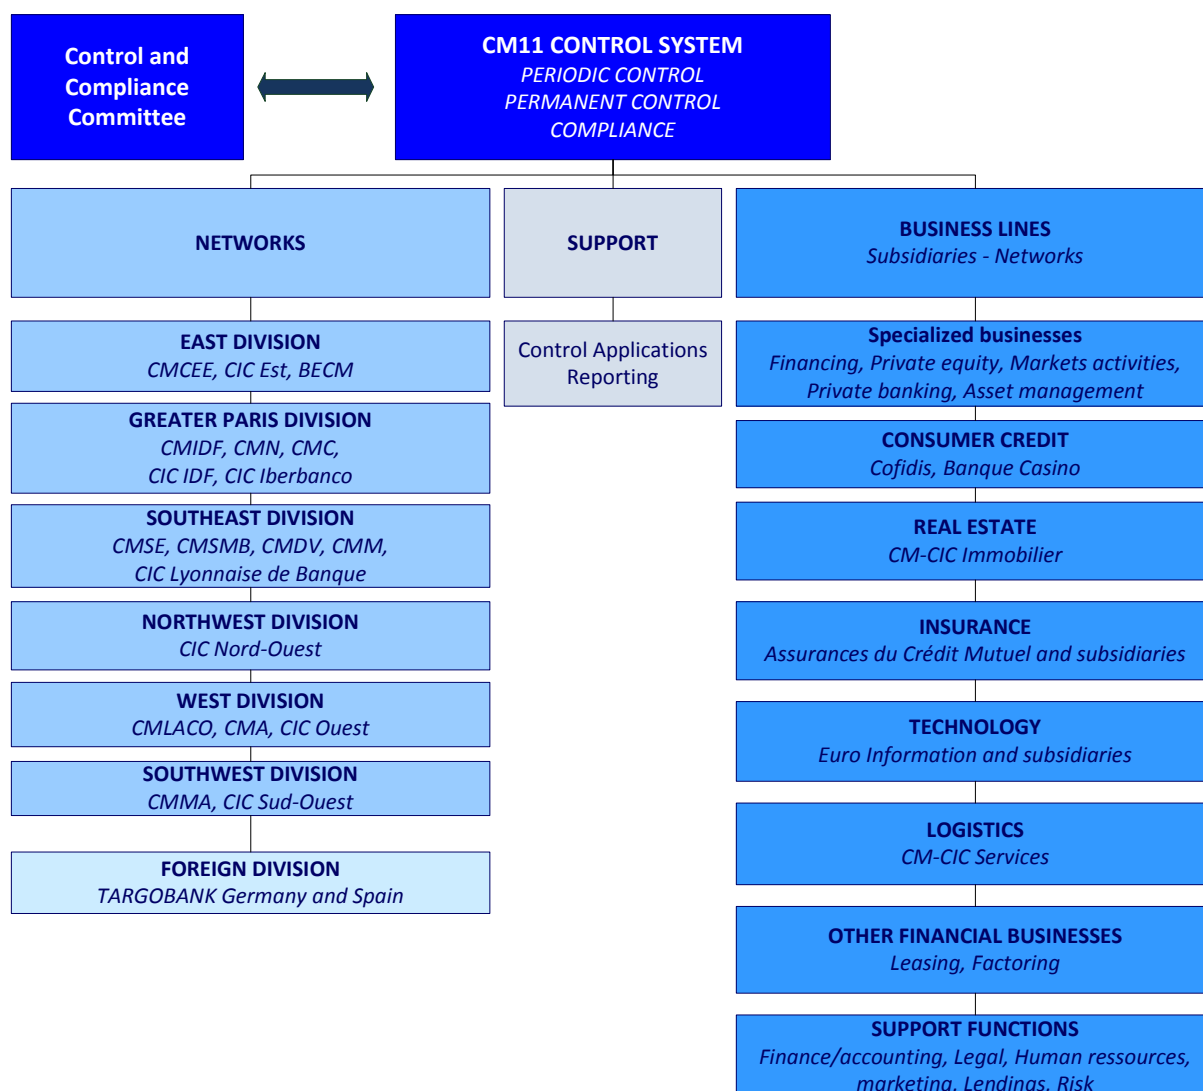 Control and
Compliance
Committee
CM11 CONTROL SYSTEM
PERIODIC CONTROL
PERMANENT CONTROL
COMPLIANCE
NETWORKS
SUPPORT
BUSINESS LINES
Subsidiaries - Networks
EAST DIVISION
CMCEE, CIC Est, BECM
GREATER PARIS DIVISION
CMIDF, CMN, CMC,
CIC IDF, CIC Iberbanco
SOUTHEAST DIVISION
CMSE, CMSMB, CMDV, CMM,
CIC Lyonnaise de Banque
NORTHWEST DIVISION
CIC Nord-Ouest
WEST DIVISION
CMLACO, CMA, CIC Ouest
SOUTHWEST DIVISION
CMMA, CIC Sud-Ouest
FOREIGN DIVISION
TARGOBANK Germany and Spain
Control Applications
Reporting
Specialized businesses
Financing, Private equity, Markets activities,
Private banking, Asset management
CONSUMER CREDIT
Cofidis, Banque Casino
REAL ESTATE
CM-CIC Immobilier
INSURANCE
Assurances du Crédit Mutuel and subsidiaries
TECHNOLOGY
Euro Information and subsidiaries
LOGISTICS
CM-CIC Services
OTHER FINANCIAL BUSINESSES
Leasing, Factoring
SUPPORT FUNCTIONS
Finance/accounting, Legal, Human ressources,
marketing, Lendings, Risk